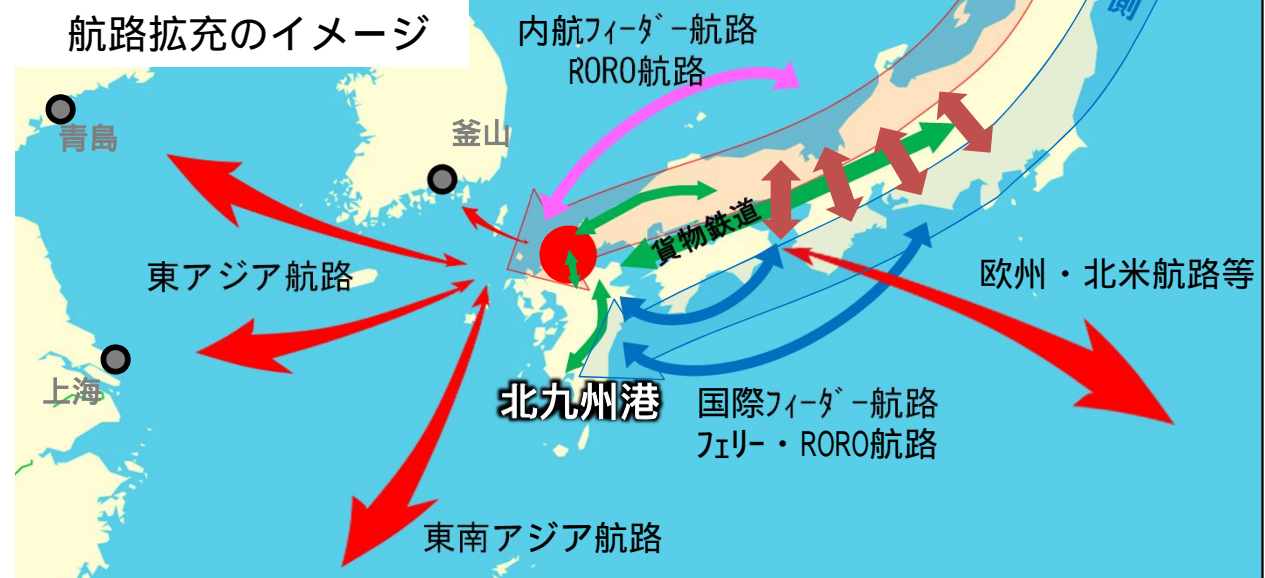 航路拡充のイメージ
内航ﾌｨｰﾀﾞｰ航路
RORO航路
青島
釜山
貨物鉄道
東アジア航路
欧州・北米航路等
上海
北九州港
国際ﾌｨｰﾀﾞｰ航路
ﾌｪﾘｰ・RORO航路
東南アジア航路
側